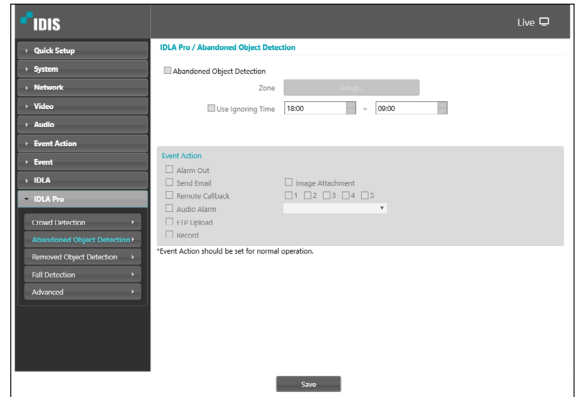 IDIS
Live
Quick Setup
System
Network
Video
Audio
Event Action
Event
IDLA
IDLA Pro
Crowd Detection
Abandoned Object Detection
Removed Object Detection
Fall Detection
Advanced
IDLA Pro / Abandoned Object Detection
Abandoned Object Detection
Zone Setup...
Use Ignoring Time 18:00 ~ 09:00
Event Action
Alarm Out
Send Email Image Attachment
Remote Callback 1 2 3 4 5
Audio Alarm
FTP Upload
Record
*Event Action should be set for normal operation.
Save